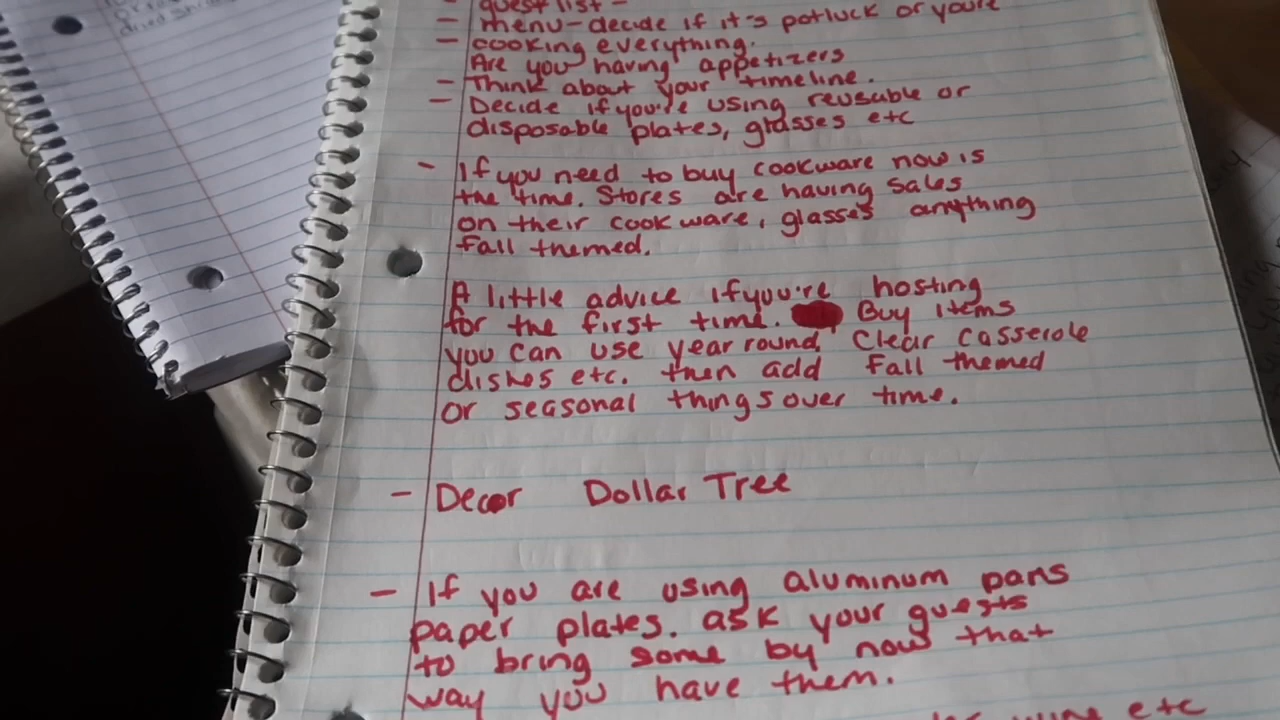 - guest list -
- menu - decide if it's potluck or you're
- cooking everything.
Are you having appetizers
- Think about your timeline.
- Decide if you're using reusable or
disposable plates, glasses etc
- If you need to buy cookware now is
the time. Stores are having sales
on their cookware, glasses anything
fall themed.
A little advice if you're hosting
for the first time. Buy items
you can use year round Clear casserole
dishes etc. then add fall themed
or seasonal things over time.
- Decor Dollar Tree
- If you are using aluminum pans
paper plates. ask your guests
to bring some by now that
way you have them.
etc